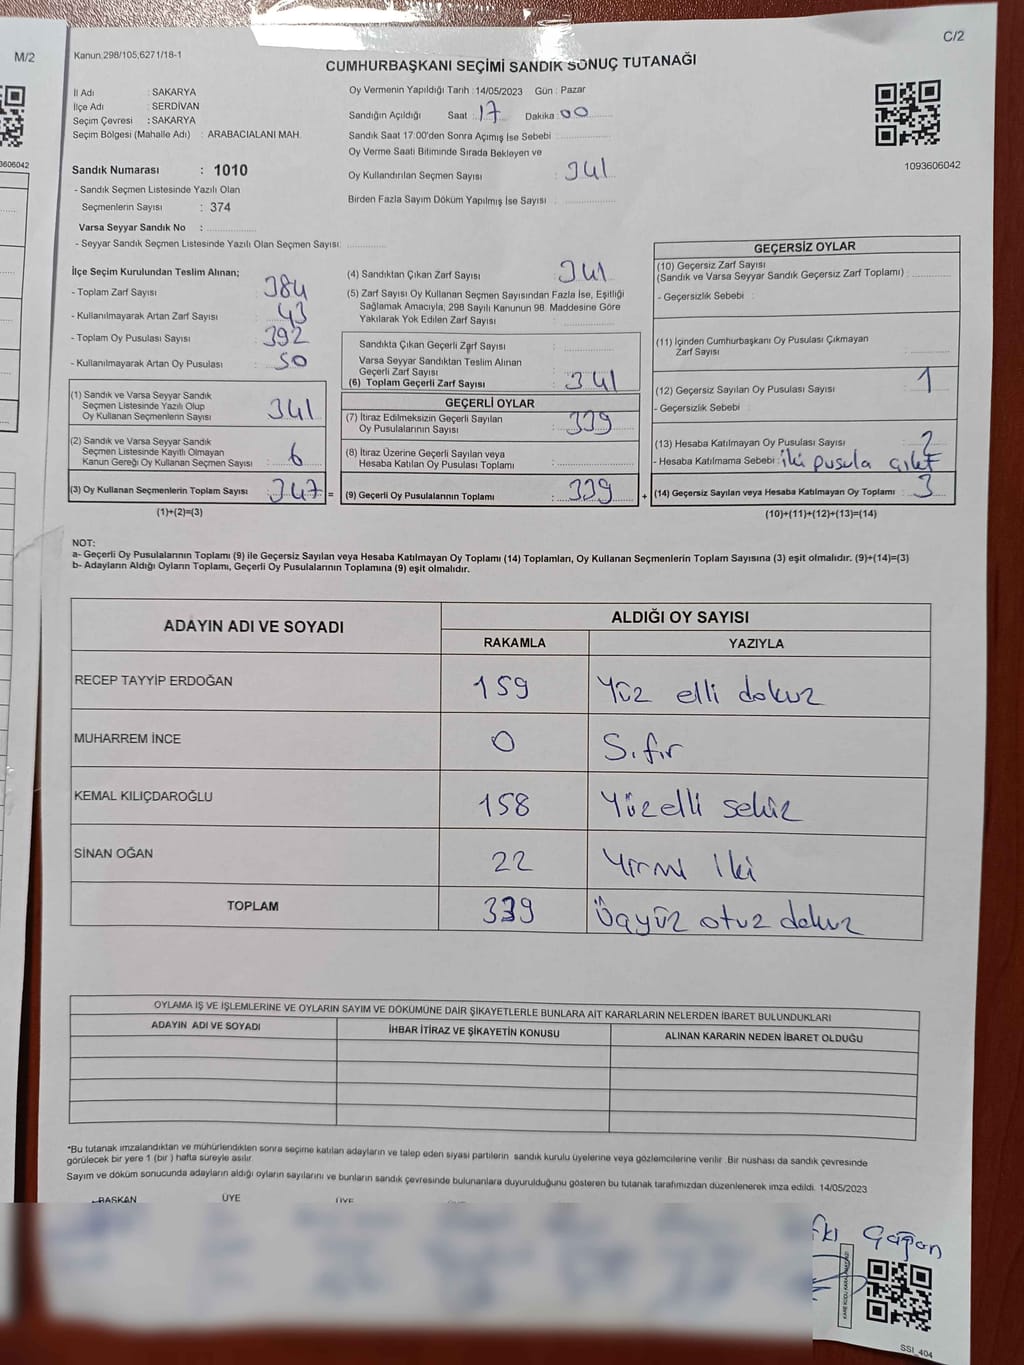 M/2
C/2
Kanun 298/105;6271/18-1
CUMHURBAŞKANI SEÇİMİ SANDIK SONUÇ TUTANAĞI
İl Adı : SAKARYA
İlçe Adı : SERDİVAN
Seçim Çevresi : SAKARYA
Seçim Bölgesi (Mahalle Adı) : ARABACIALANI MAH.
Oy Vermenin Yapıldığı Tarih : 14/05/2023 Gün : Pazar
Sandığın Açıldığı Saat : 17 Dakika : 00
Sandık Saat 17:00'den Sonra Açımış İse Sebebi :
Oy Verme Saati Bitiminde Sırada Bekleyen ve
Oy Kullandırılan Seçmen Sayısı : 341
Birden Fazla Sayım Döküm Yapılmış İse Sayısı :
3606042
1093606042
Sandık Numarası : 1010
- Sandık Seçmen Listesinde Yazılı Olan
Seçmenlerin Sayısı : 374
Varsa Seyyar Sandık No :
- Seyyar Sandık Seçmen Listesinde Yazılı Olan Seçmen Sayısı:
İlçe Seçim Kurulundan Teslim Alınan;
- Toplam Zarf Sayısı : 384
- Kullanılmayarak Artan Zarf Sayısı : 43
- Toplam Oy Pusulası Sayısı : 392
- Kullanılmayarak Artan Oy Pusulası : 50
(1) Sandık ve Varsa Seyyar Sandık
Seçmen Listesinde Yazılı Olup
Oy Kullanan Seçmenlerin Sayısı : 341
(2) Sandık ve Varsa Seyyar Sandık
Seçmen Listesinde Kayıtlı Olmayan
Kanun Gereği Oy Kullanan Seçmen Sayısı : 6
(3) Oy Kullanan Seçmenlerin Toplam Sayısı : 347 =
(1)+(2)=(3)
(4) Sandıktan Çıkan Zarf Sayısı : 341
(5) Zarf Sayısı Oy Kullanan Seçmen Sayısından Fazla İse, Eşitliği
Sağlamak Amacıyla; 298 Sayılı Kanunun 98. Maddesine Göre
Yakılarak Yok Edilen Zarf Sayısı :
Sandıkta Çıkan Geçerli Zarf Sayısı :
Varsa Seyyar Sandıktan Teslim Alınan
Geçerli Zarf Sayısı :
(6) Toplam Geçerli Zarf Sayısı : 341
GEÇERLİ OYLAR
(7) İtiraz Edilmeksizin Geçerli Sayılan
Oy Pusulalarının Sayısı : 339
(8) İtiraz Üzerine Geçerli Sayılan veya
Hesaba Katılan Oy Pusulası Toplamı :
(9) Geçerli Oy Pusulalarının Toplamı : 339 +
GEÇERSİZ OYLAR
(10) Geçersiz Zarf Sayısı
(Sandık ve Varsa Seyyar Sandık Geçersiz Zarf Toplamı) :
- Geçersizlik Sebebi :
(11) İçinden Cumhurbaşkanı Oy Pusulası Çıkmayan
Zarf Sayısı :
(12) Geçersiz Sayılan Oy Pusulası Sayısı : 1
- Geçersizlik Sebebi :
(13) Hesaba Katılmayan Oy Pusulası Sayısı : 2
- Hesaba Katılmama Sebebi : iki pusula çift
(14) Geçersiz Sayılan veya Hesaba Katılmayan Oy Toplamı : 3
(10)+(11)+(12)+(13)=(14)
NOT:
a- Geçerli Oy Pusulalarının Toplamı (9) ile Geçersiz Sayılan veya Hesaba Katılmayan Oy Toplamı (14) Toplamları, Oy Kullanan Seçmenlerin Toplam Sayısına (3) eşit olmalıdır. (9)+(14)=(3)
b- Adayların Aldığı Oyların Toplamı, Geçerli Oy Pusulalarının Toplamına (9) eşit olmalıdır.
ADAYIN ADI VE SOYADI
ALDIĞI OY SAYISI
RAKAMLA YAZIYLA
RECEP TAYYİP ERDOĞAN 159 Yüz elli dokuz
MUHARREM İNCE 0 Sıfır
KEMAL KILIÇDAROĞLU 158 Yüzelli sekiz
SİNAN OĞAN 22 Yirmi İki
TOPLAM 339 Üçyüz otuz dokuz
OYLAMA İŞ VE İŞLEMLERİNE VE OYLARIN SAYIM VE DÖKÜMÜNE DAİR ŞİKAYETLERLE BUNLARA AİT KARARLARIN NELERDEN İBARET BULUNDUKLARI
ADAYIN ADI VE SOYADI İHBAR İTİRAZ VE ŞİKAYETİN KONUSU ALINAN KARARIN NEDEN İBARET OLDUĞU
*Bu tutanak imzalandıktan ve mühürlendikten sonra seçime katılan adayların ve talep eden siyasi partilerin sandık kurulu üyelerine veya gözlemcilerine verilir. Bir nüshası da sandık çevresinde
görülecek bir yere 1 (bir ) hafta süreyle asılır.
Sayım ve döküm sonucunda adayların aldığı oyların sayılarını ve bunların sandık çevresinde bulunanlara duyurulduğunu gösteren bu tutanak tarafımızdan düzenlenerek imza edildi. 14/05/2023
BAŞKAN ÜYE ÜYE
SSI_404